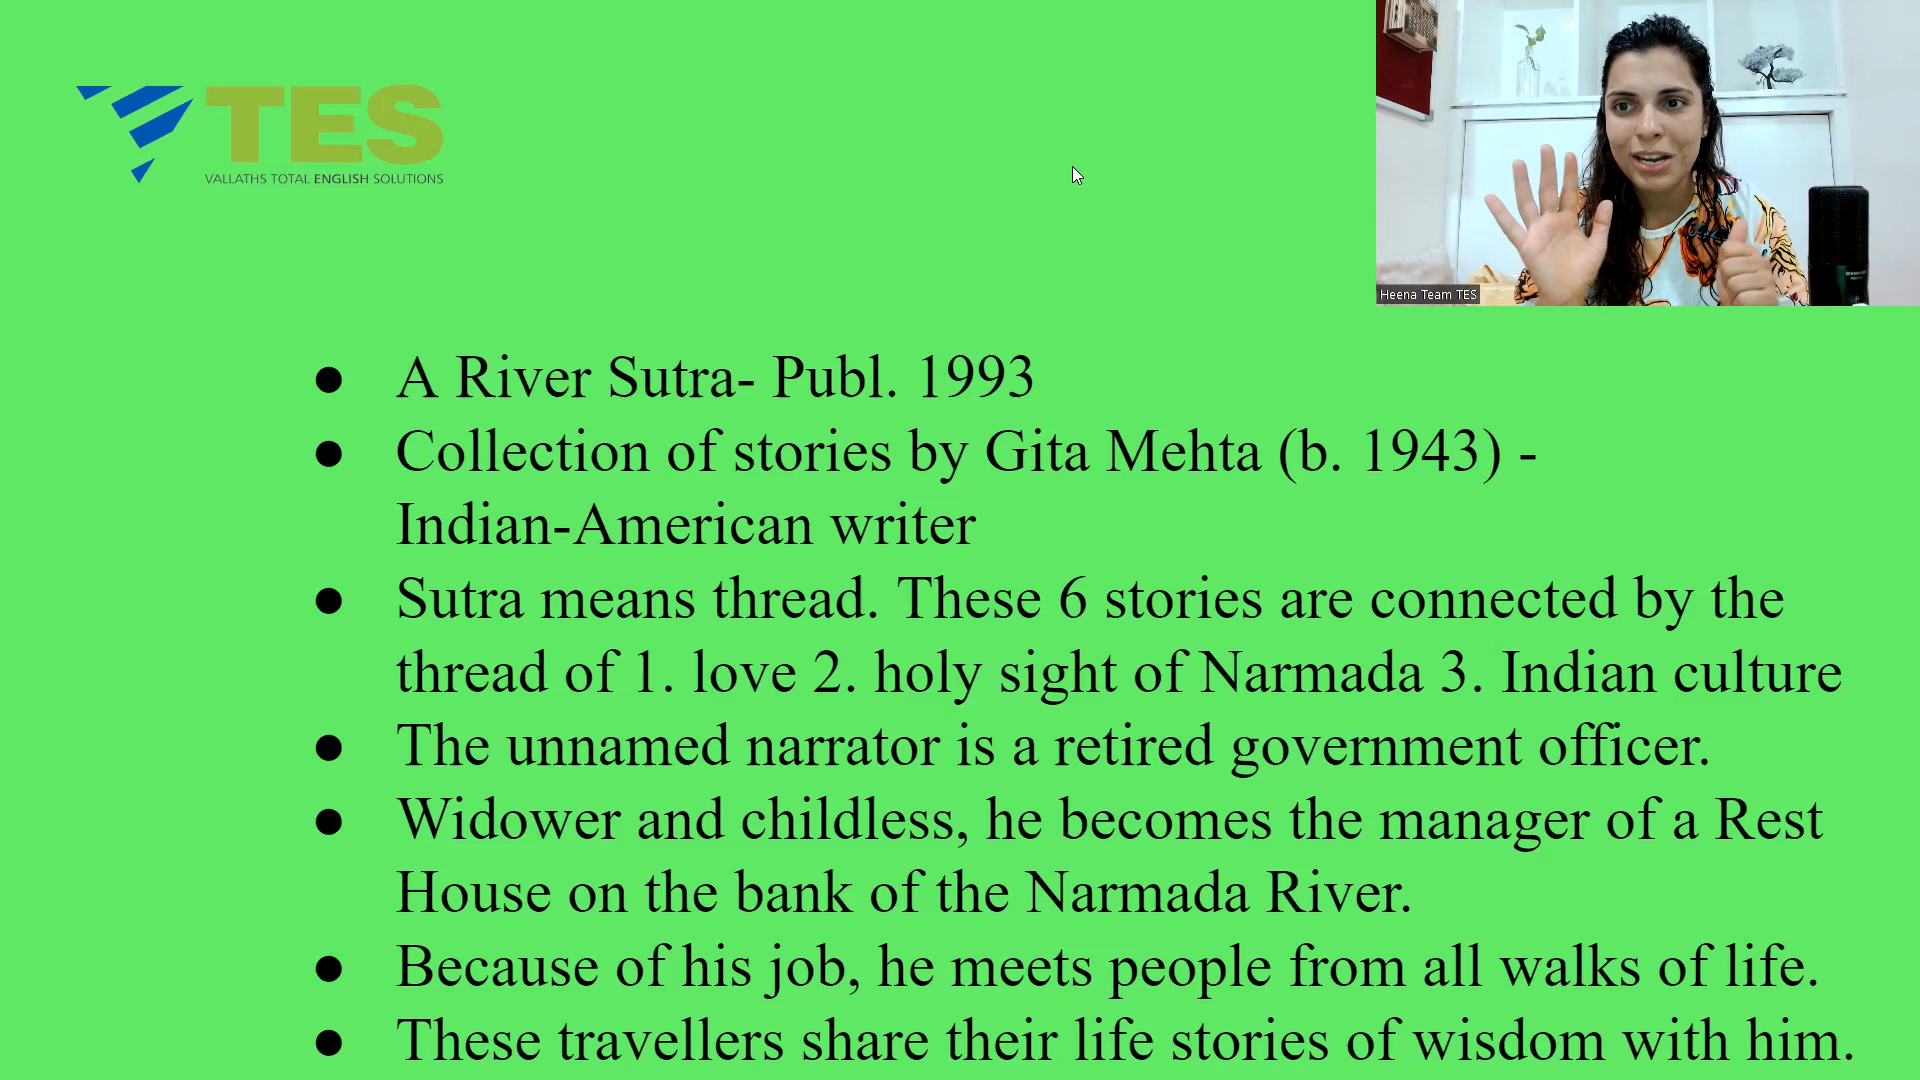 TES
VALLATHS TOTAL ENGLISH SOLUTIONS
Heena Team TES
● A River Sutra- Publ. 1993
● Collection of stories by Gita Mehta (b. 1943) -
Indian-American writer
● Sutra means thread. These 6 stories are connected by the
thread of 1. love 2. holy sight of Narmada 3. Indian culture
● The unnamed narrator is a retired government officer.
● Widower and childless, he becomes the manager of a Rest
House on the bank of the Narmada River.
● Because of his job, he meets people from all walks of life.
● These travellers share their life stories of wisdom with him.